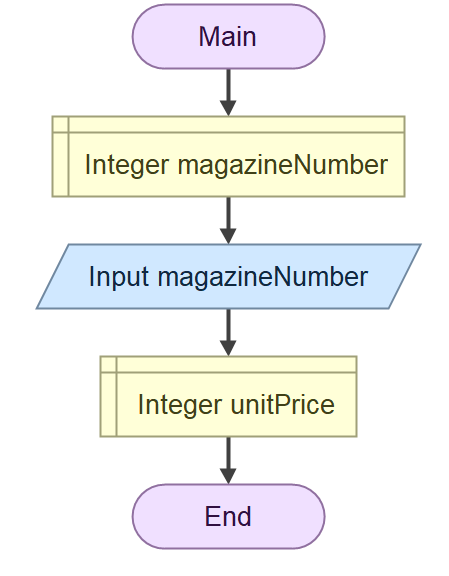 Main
Integer magazineNumber
Input magazineNumber
Integer unitPrice
End